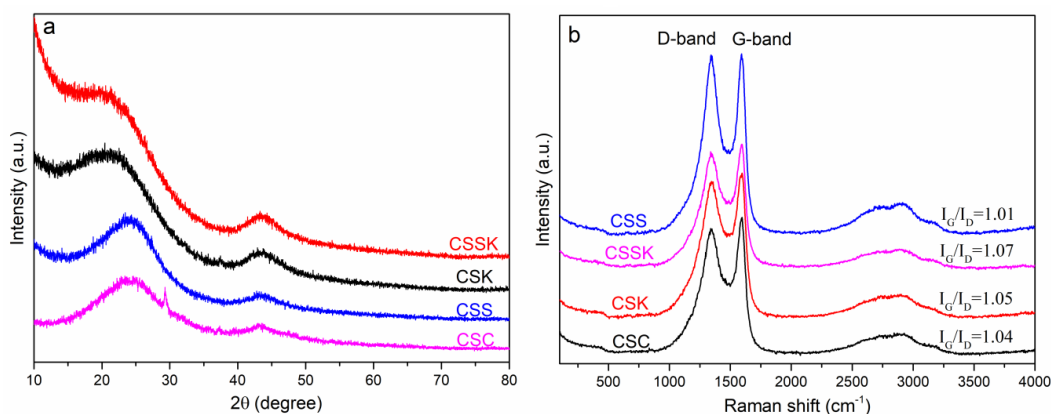 a
Intensity (a.u.)
CSSK
CSK
CSS
CSC
10 20 30 40 50 60 70 80
2θ (degree)
b
D-band G-band
Intensity (a.u.)
CSS
I_G/I_D=1.01
CSSK
I_G/I_D=1.07
CSK
I_G/I_D=1.05
CSC
I_G/I_D=1.04
500 1000 1500 2000 2500 3000 3500 4000
Raman shift (cm⁻¹)